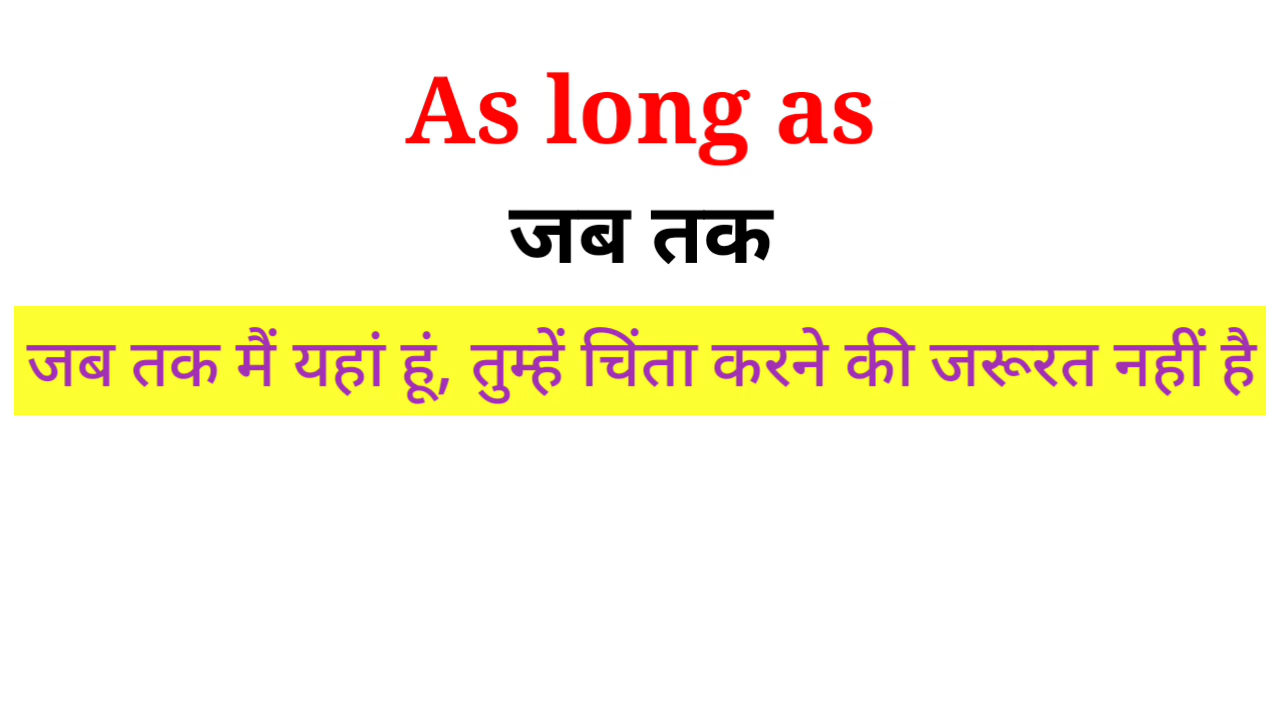 As long as
जब तक
जब तक मैं यहां हूं, तुम्हें चिंता करने की जरूरत नहीं है